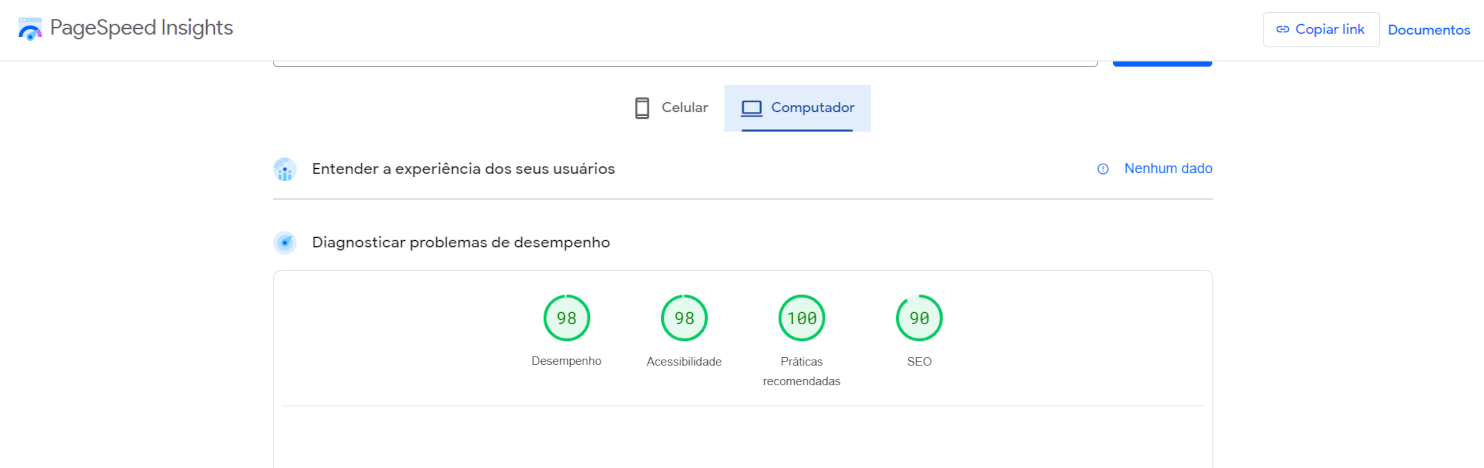 PageSpeed Insights
Copiar link
Documentos
Celular
Computador
Entender a experiência dos seus usuários
Nenhum dado
Diagnosticar problemas de desempenho
98
Desempenho
98
Acessibilidade
100
Práticas
recomendadas
90
SEO